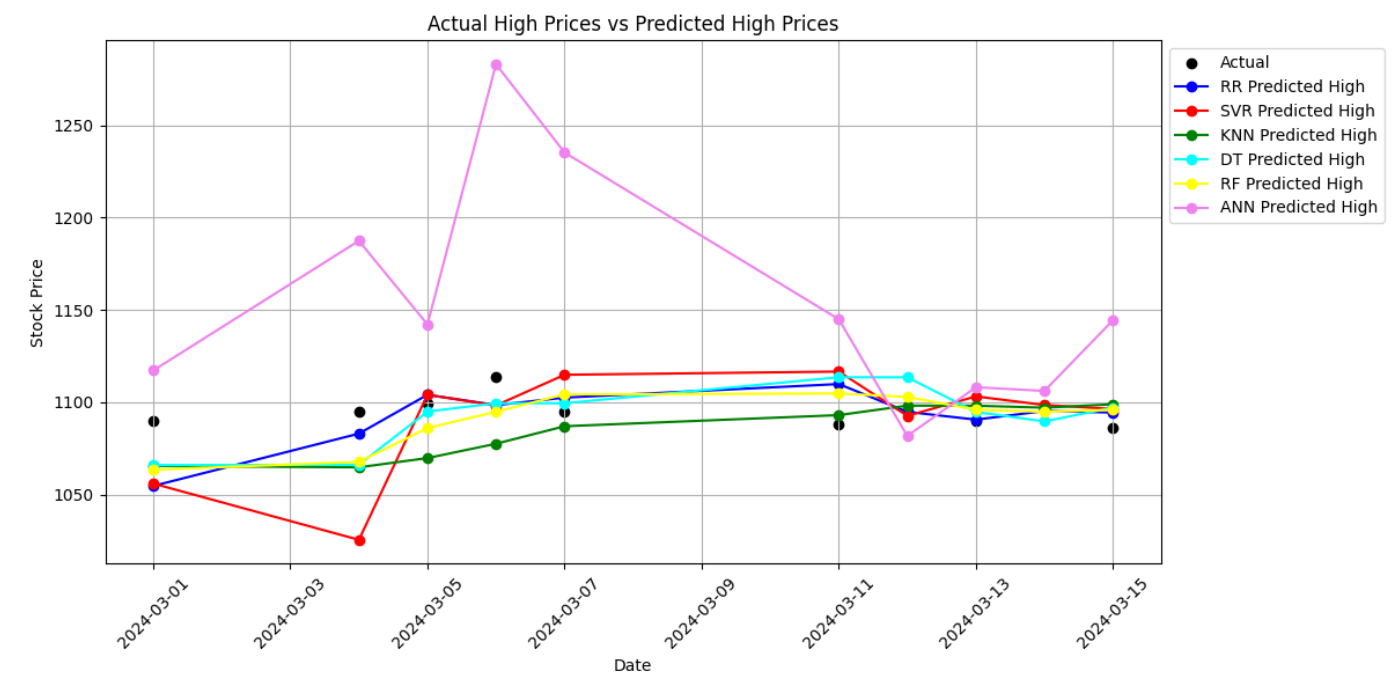 Actual High Prices vs Predicted High Prices
Actual
RR Predicted High
SVR Predicted High
KNN Predicted High
DT Predicted High
RF Predicted High
ANN Predicted High
Stock Price
1250
1200
1150
1100
1050
2024-03-01
2024-03-03
2024-03-05
2024-03-07
2024-03-09
2024-03-11
2024-03-13
2024-03-15
Date